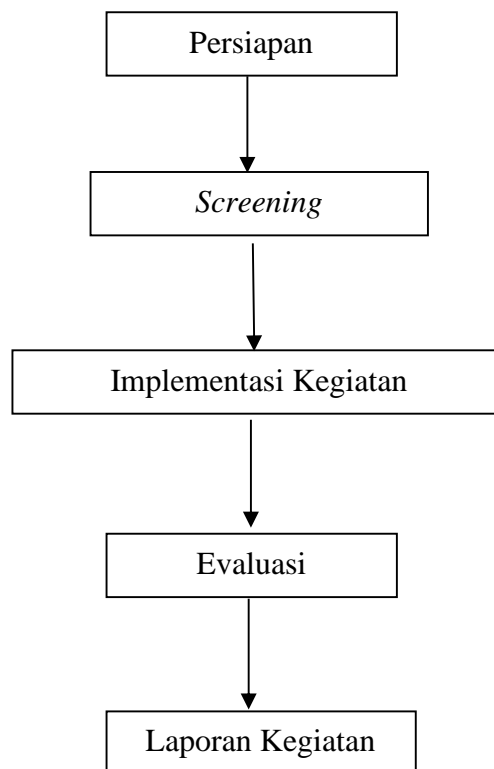 Persiapan
Screening
Implementasi Kegiatan
Evaluasi
Laporan Kegiatan